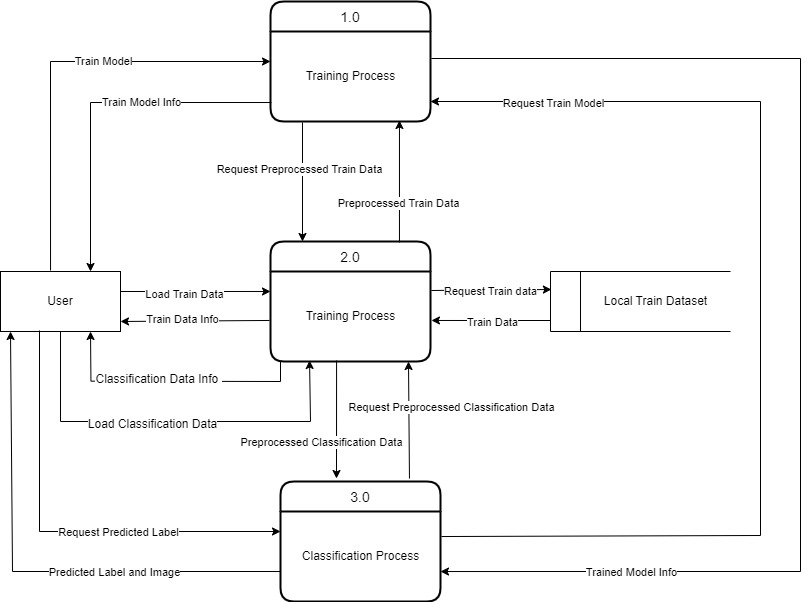 1.0
Train Model
Training Process
Train Model Info
Request Train Model
Request Preprocessed Train Data
Preprocessed Train Data
2.0
User
Load Train Data
Request Train data
Local Train Dataset
Train Data Info
Training Process
Train Data
Classification Data Info
Request Preprocessed Classification Data
Load Classification Data
Preprocessed Classification Data
3.0
Request Predicted Label
Classification Process
Predicted Label and Image
Trained Model Info